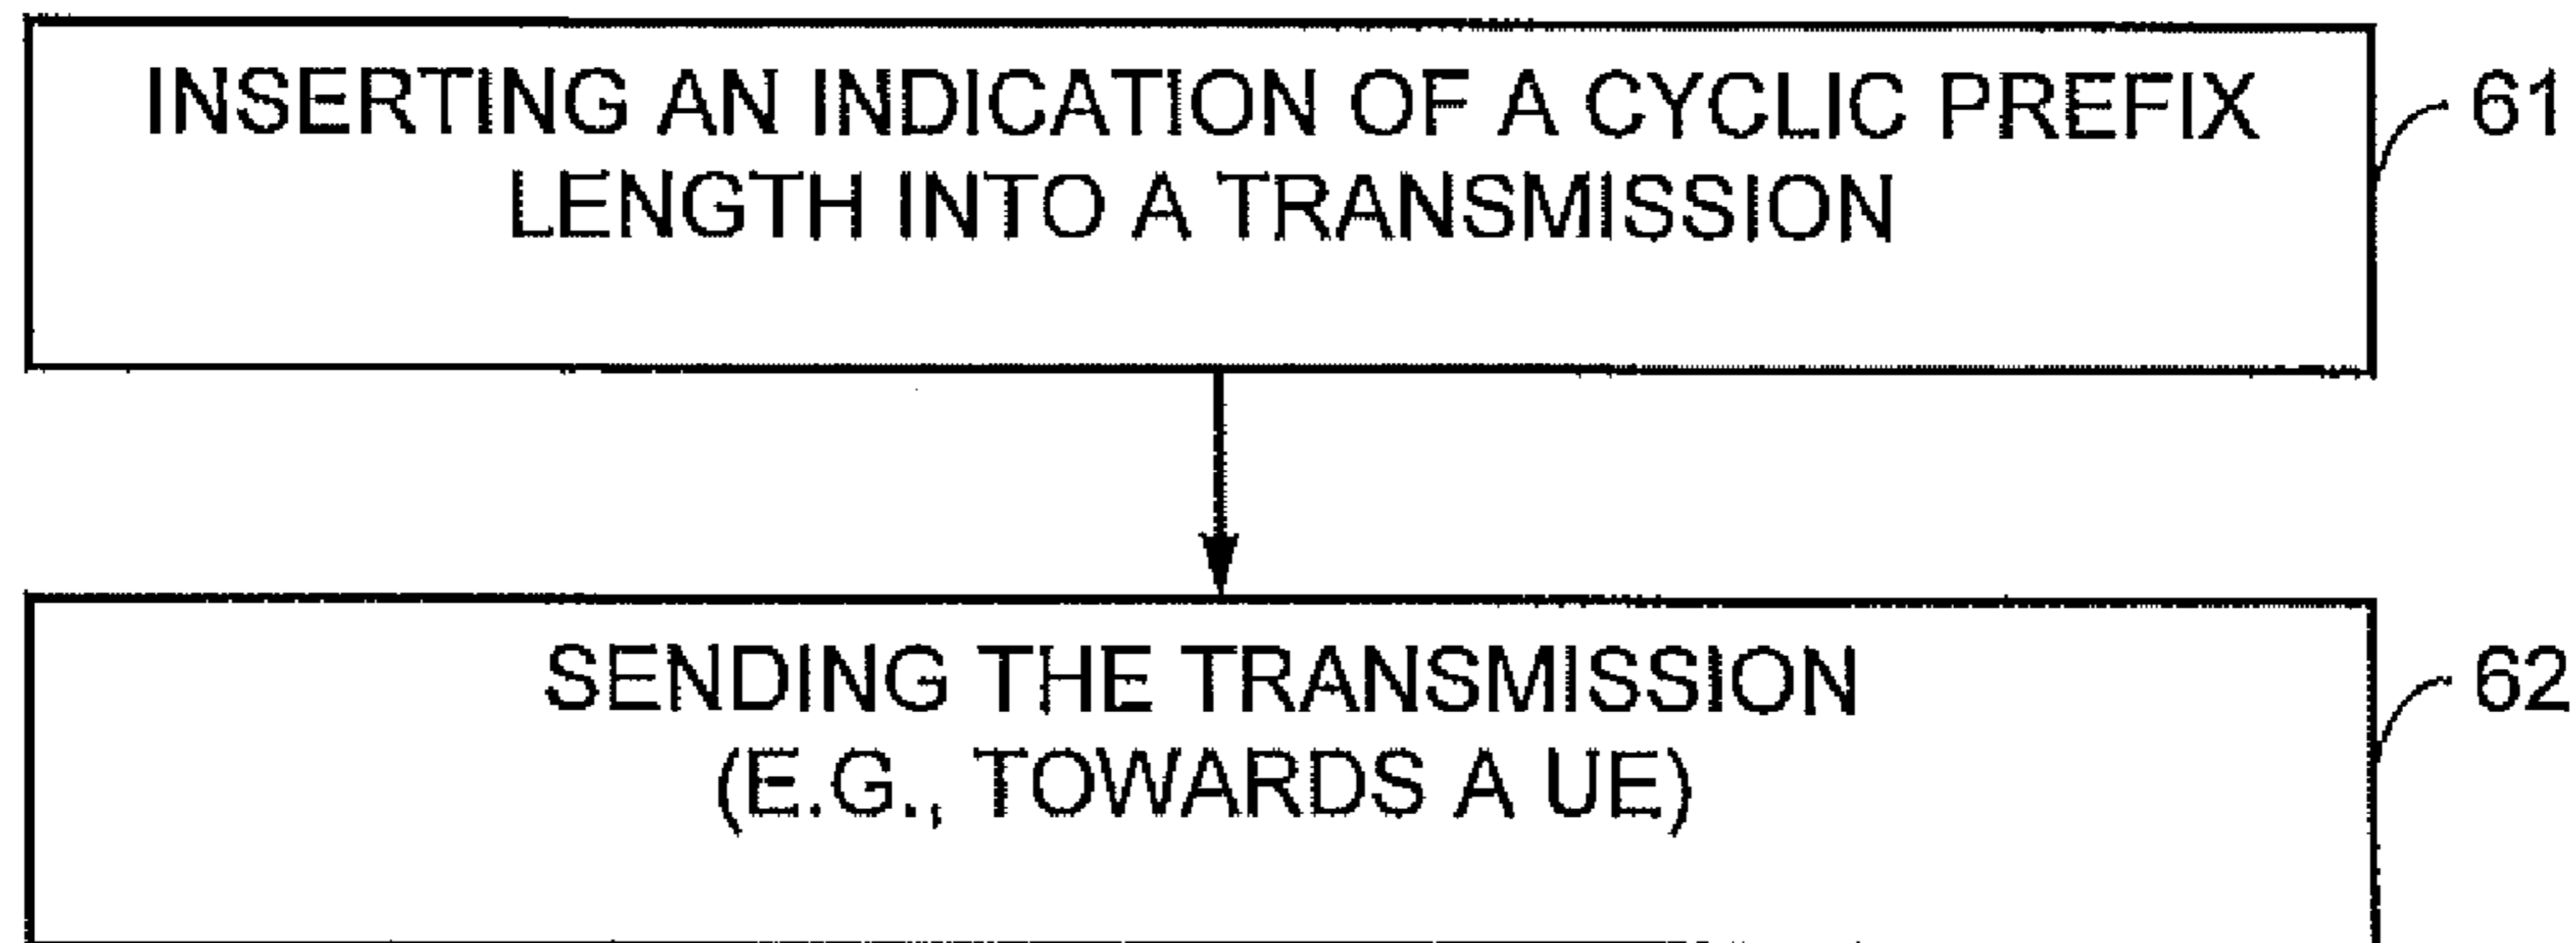 INSERTING AN INDICATION OF A CYCLIC PREFIX
LENGTH INTO A TRANSMISSION
61
SENDING THE TRANSMISSION
(E.G., TOWARDS A UE)
62